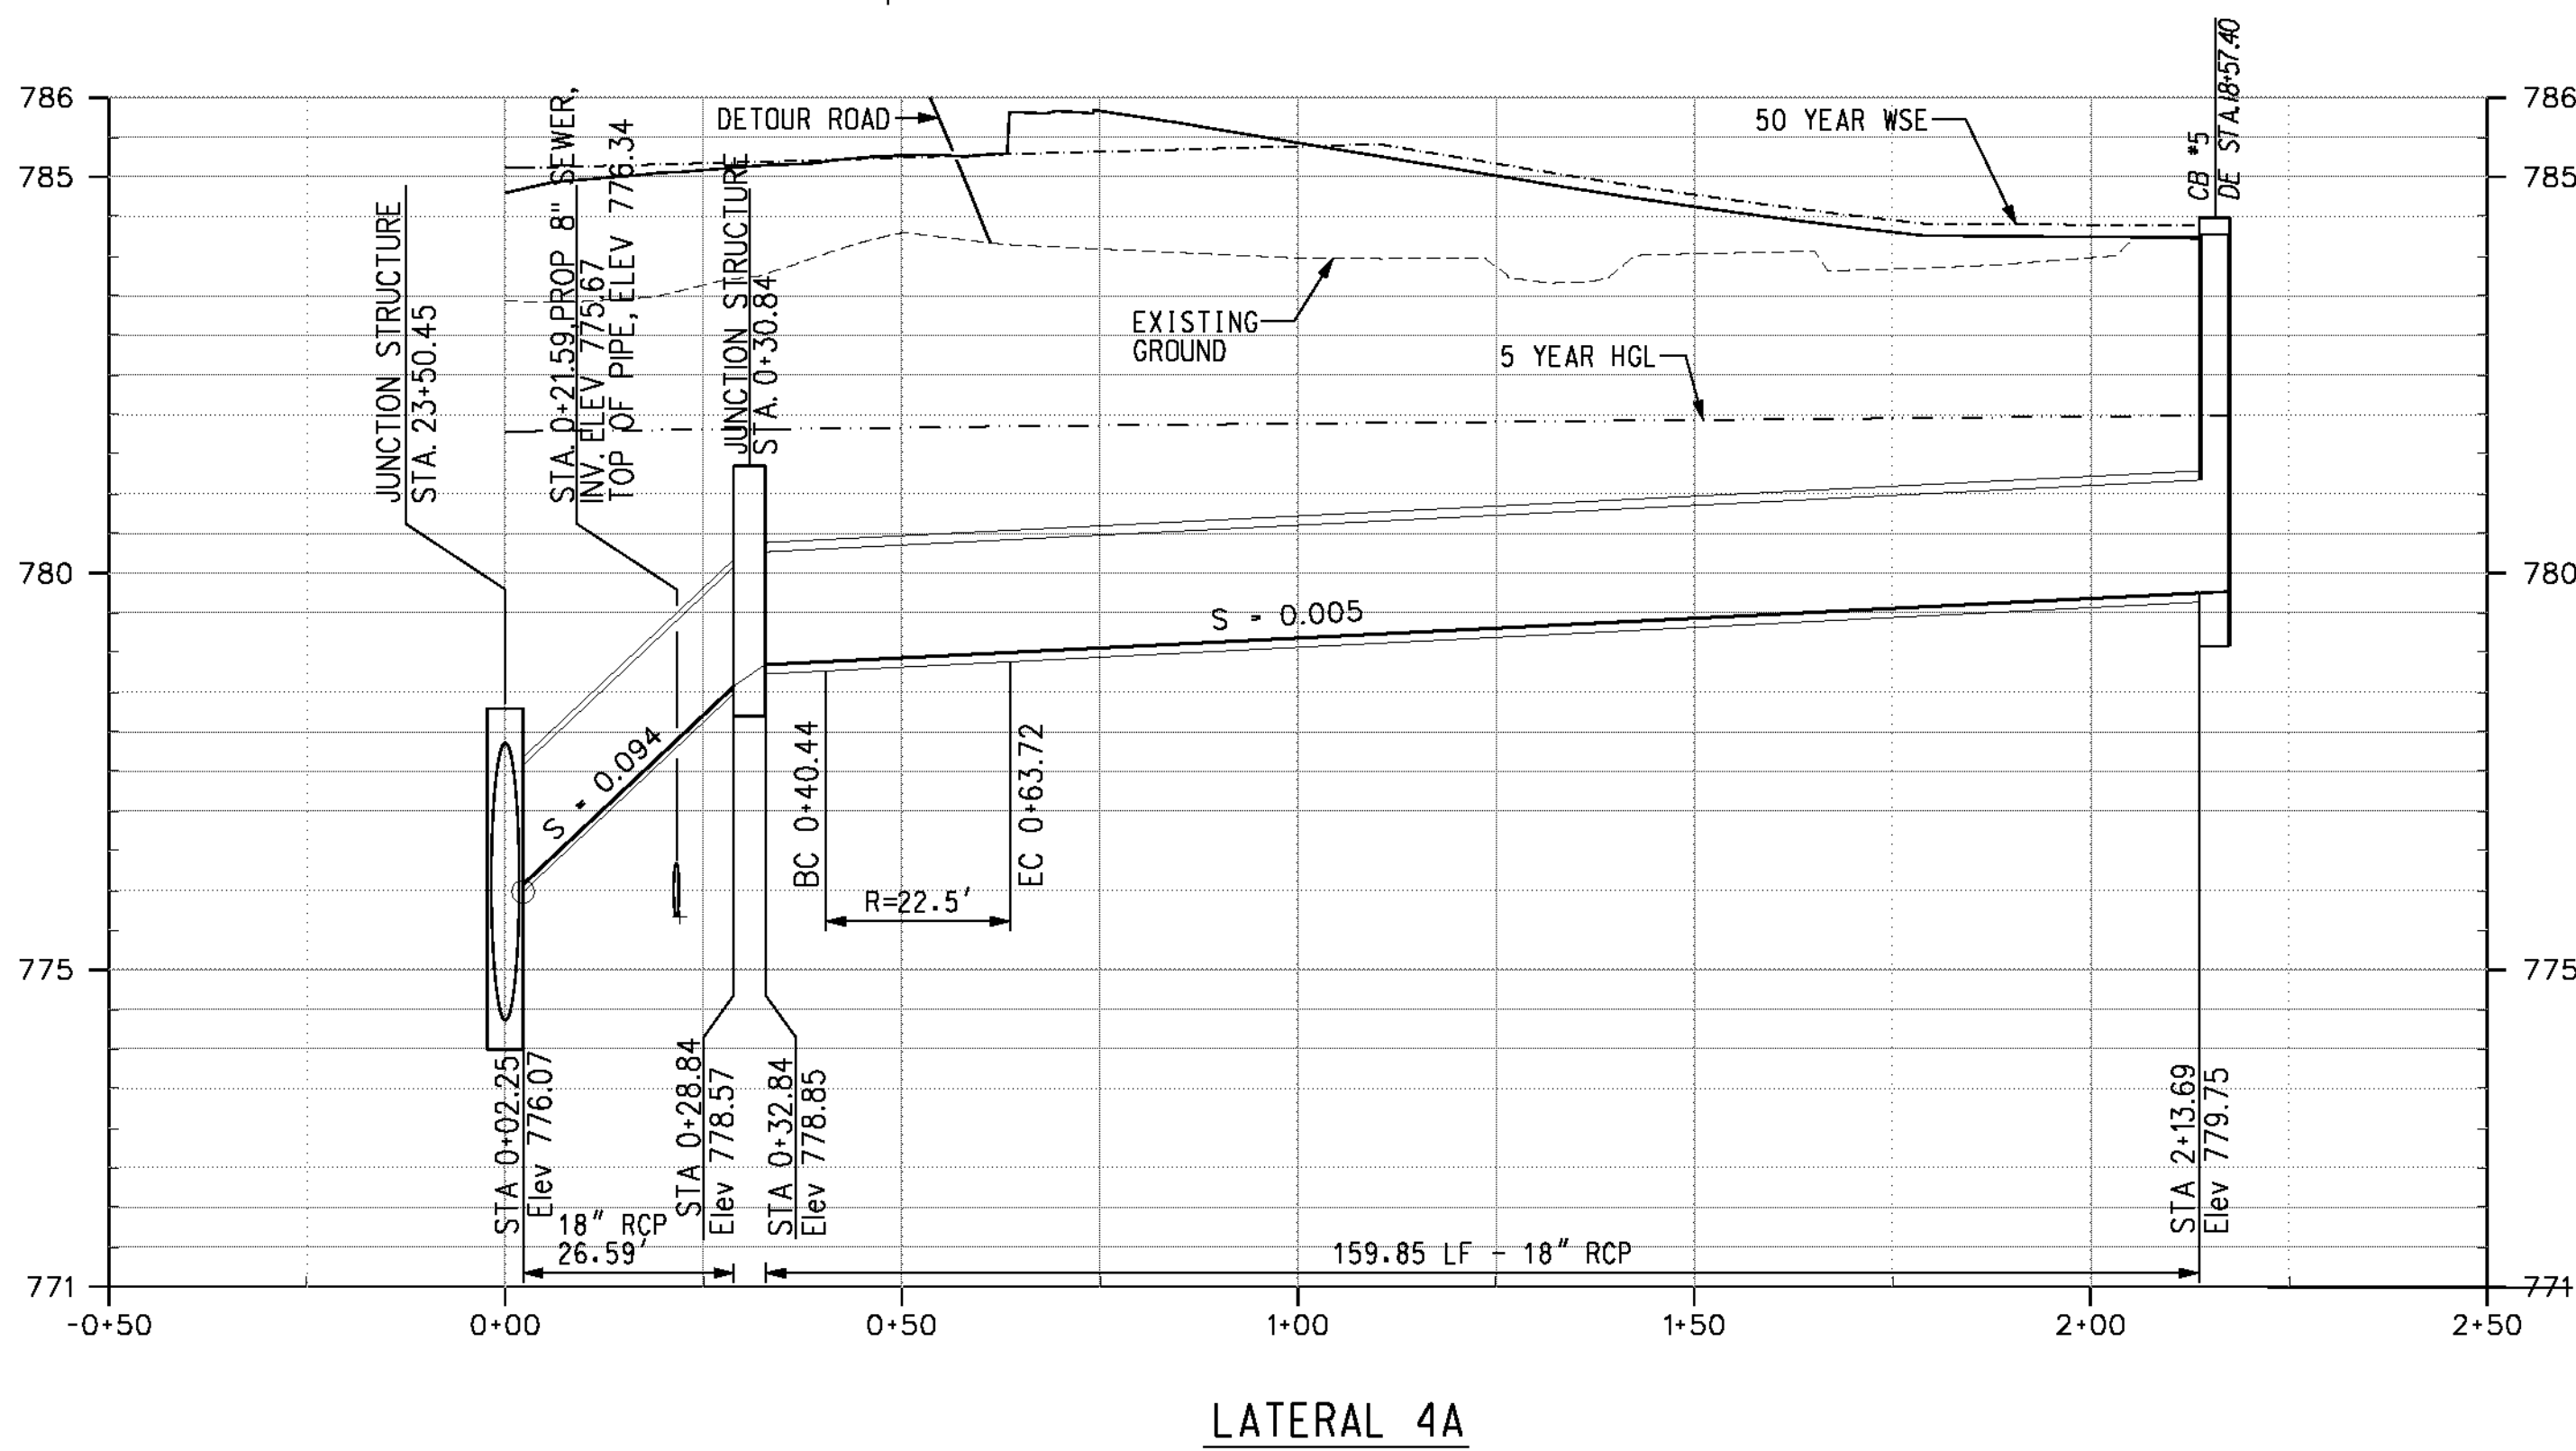 786
785
780
775
771
DETOUR ROAD
50 YEAR WSE
CB #5
DE STA.18+57.40
786
785
780
775
771
JUNCTION STRUCTURE
STA. 23+50.45
STA. 0+21.59,PROP 8" SEWER,
INV. ELEV 775.67
TOP OF PIPE,ELEV 776.34
JUNCTION STRUCTURE
STA. 0+30.84
EXISTING
GROUND
5 YEAR HGL
S = 0.005
S = 0.094
BC 0+40.44
EC 0+63.72
R=22.5'
STA 0+02.25
Elev 776.07
STA 0+28.84
Elev 778.57
STA 0+32.84
Elev 778.85
STA 2+13.69
Elev 779.75
18" RCP
26.59'
159.85 LF - 18" RCP
-0+50
0+00
0+50
1+00
1+50
2+00
2+50
LATERAL 4A